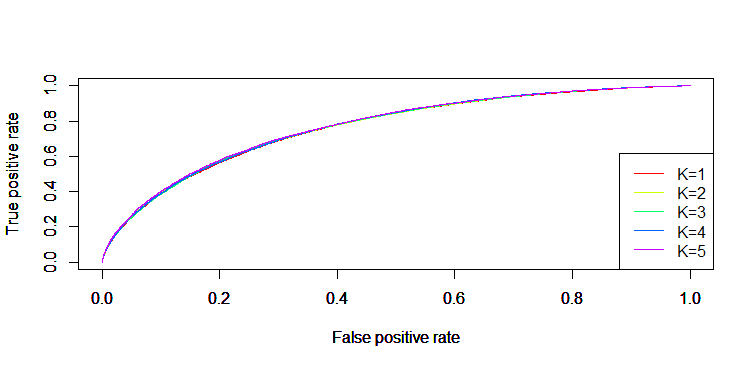 True positive rate
1.0
0.8
0.6
0.4
0.2
0.0
K=1
K=2
K=3
K=4
K=5
0.0 0.2 0.4 0.6 0.8 1.0
False positive rate